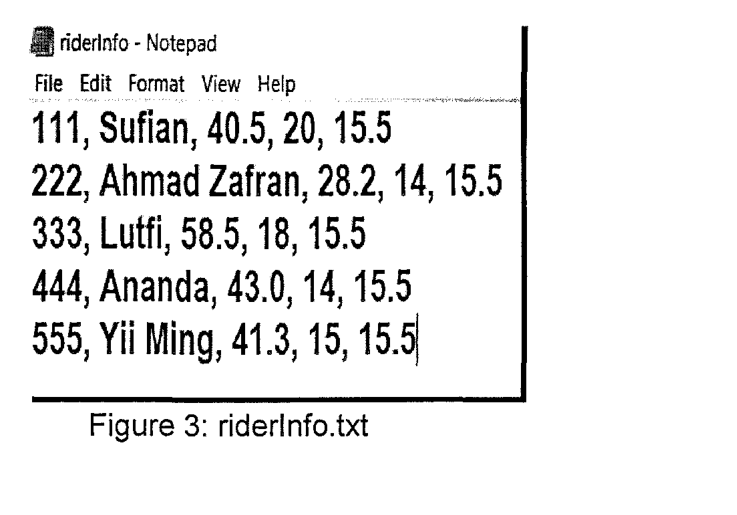 riderInfo - Notepad
File Edit Format View Help
111, Sufian, 40.5, 20, 15.5
222, Ahmad Zafran, 28.2, 14, 15.5
333, Lutfi, 58.5, 18, 15.5
444, Ananda, 43.0, 14, 15.5
555, Yii Ming, 41.3, 15, 15.5
Figure 3: riderInfo.txt